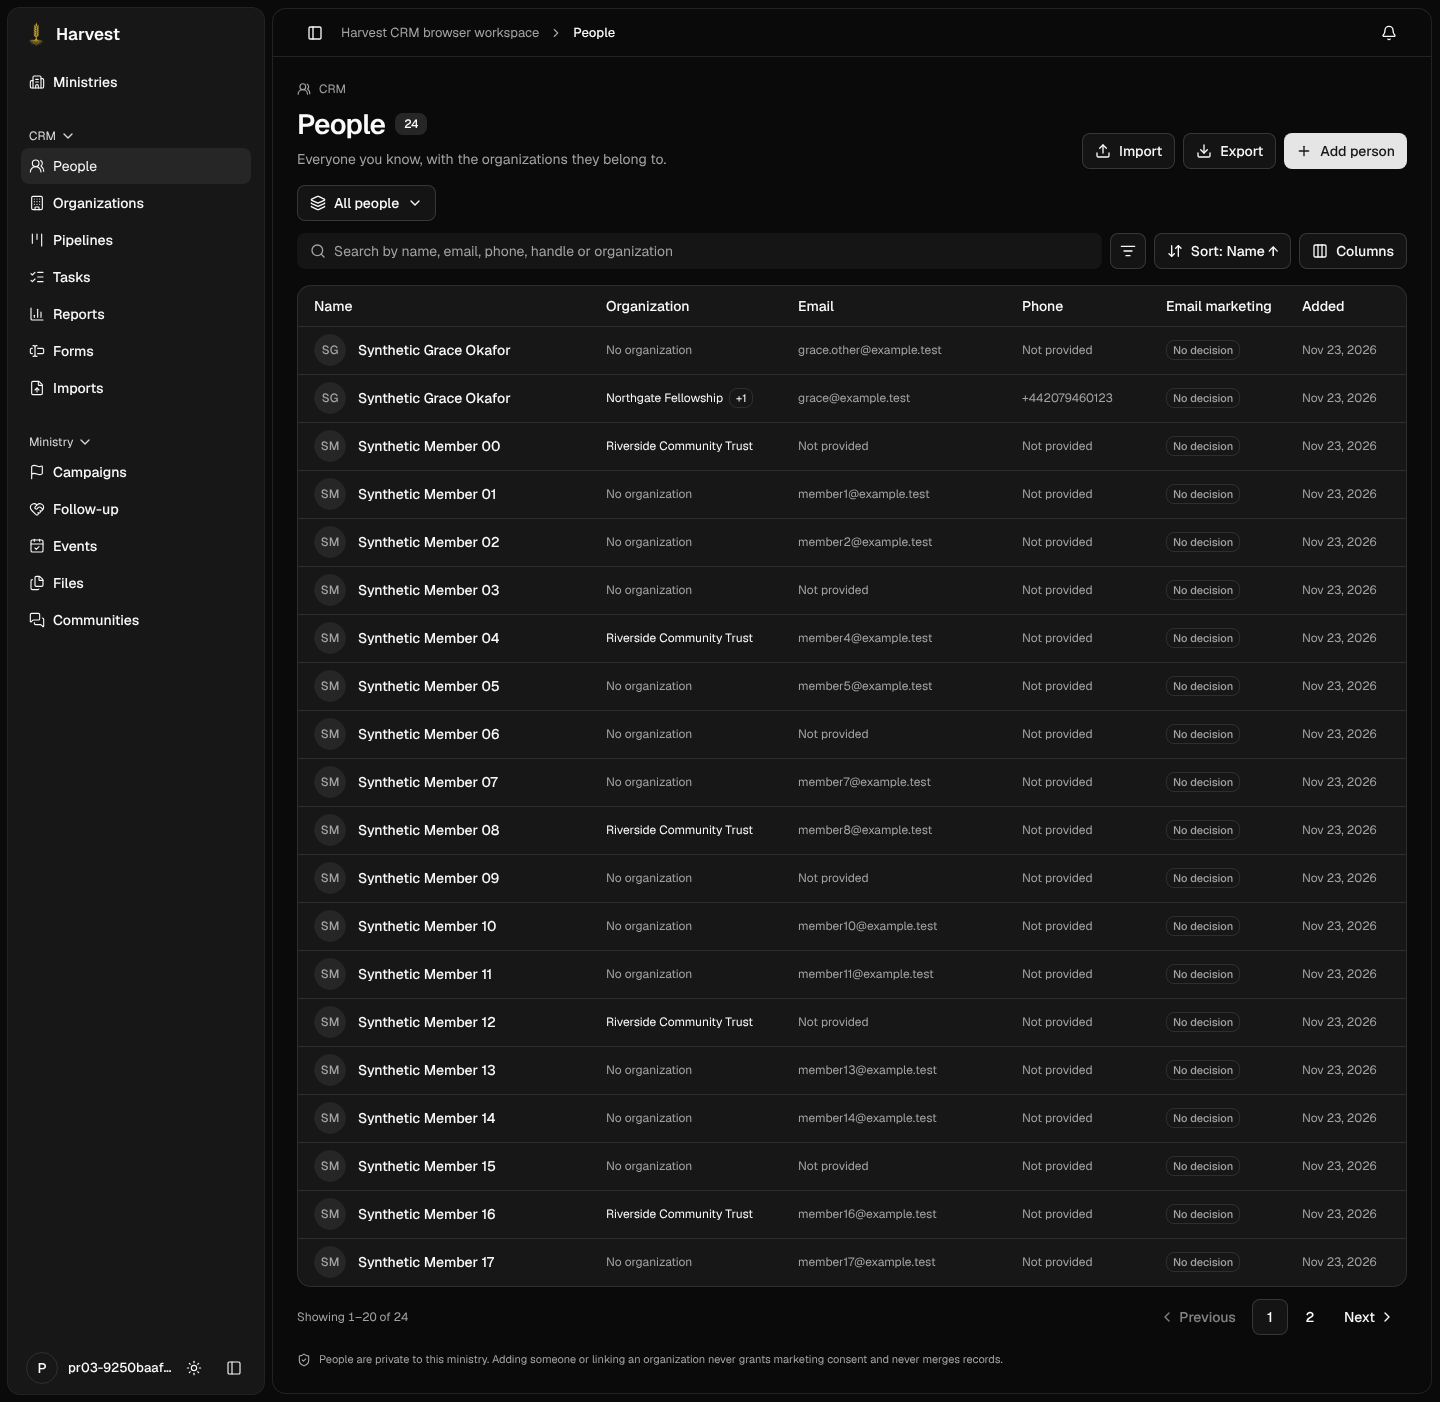 Harvest
Ministries
CRM
People
Organizations
Pipelines
Tasks
Reports
Forms
Imports
Ministry
Campaigns
Follow-up
Events
Files
Communities
P pr03-9250baaf...
Harvest CRM browser workspace > People
CRM
People 24
Everyone you know, with the organizations they belong to.
Import Export + Add person
All people
Search by name, email, phone, handle or organization
Sort: Name ↑ Columns
Name Organization Email Phone Email marketing Added
SG Synthetic Grace Okafor No organization grace.other@example.test Not provided No decision Nov 23, 2026
SG Synthetic Grace Okafor Northgate Fellowship +1 grace@example.test +442079460123 No decision Nov 23, 2026
SM Synthetic Member 00 Riverside Community Trust Not provided Not provided No decision Nov 23, 2026
SM Synthetic Member 01 No organization member1@example.test Not provided No decision Nov 23, 2026
SM Synthetic Member 02 No organization member2@example.test Not provided No decision Nov 23, 2026
SM Synthetic Member 03 No organization Not provided Not provided No decision Nov 23, 2026
SM Synthetic Member 04 Riverside Community Trust member4@example.test Not provided No decision Nov 23, 2026
SM Synthetic Member 05 No organization member5@example.test Not provided No decision Nov 23, 2026
SM Synthetic Member 06 No organization Not provided Not provided No decision Nov 23, 2026
SM Synthetic Member 07 No organization member7@example.test Not provided No decision Nov 23, 2026
SM Synthetic Member 08 Riverside Community Trust member8@example.test Not provided No decision Nov 23, 2026
SM Synthetic Member 09 No organization Not provided Not provided No decision Nov 23, 2026
SM Synthetic Member 10 No organization member10@example.test Not provided No decision Nov 23, 2026
SM Synthetic Member 11 No organization member11@example.test Not provided No decision Nov 23, 2026
SM Synthetic Member 12 Riverside Community Trust Not provided Not provided No decision Nov 23, 2026
SM Synthetic Member 13 No organization member13@example.test Not provided No decision Nov 23, 2026
SM Synthetic Member 14 No organization member14@example.test Not provided No decision Nov 23, 2026
SM Synthetic Member 15 No organization Not provided Not provided No decision Nov 23, 2026
SM Synthetic Member 16 Riverside Community Trust member16@example.test Not provided No decision Nov 23, 2026
SM Synthetic Member 17 No organization member17@example.test Not provided No decision Nov 23, 2026
Showing 1–20 of 24 Previous 1 2 Next
People are private to this ministry. Adding someone or linking an organization never grants marketing consent and never merges records.